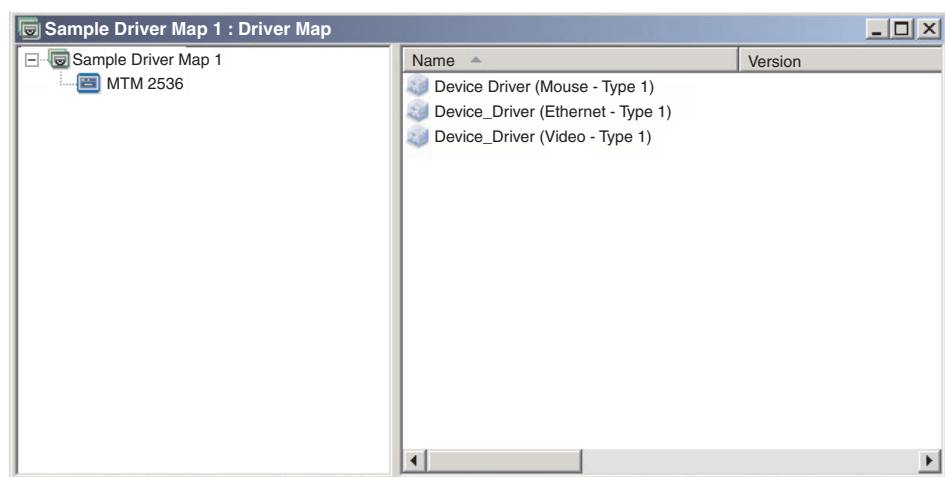 Sample Driver Map 1 : Driver Map
Sample Driver Map 1
MTM 2536
Name Version
Device Driver (Mouse - Type 1)
Device_Driver (Ethernet - Type 1)
Device_Driver (Video - Type 1)